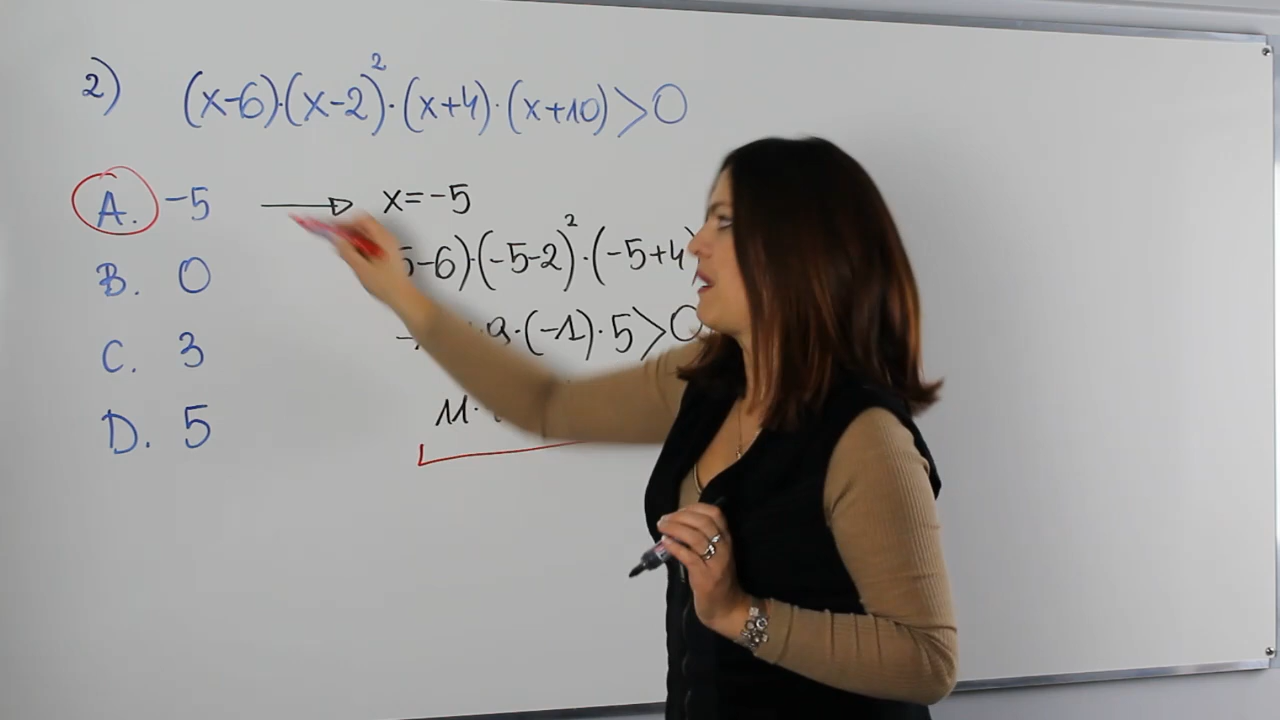 2) (x-6)·(x-2)²·(x+4)·(x+10)>0
A. -5 x=-5
5-6)·(-5-2)²·(-5+4)
B. 0
·(-1)·5>0
C. 3
11·
D. 5